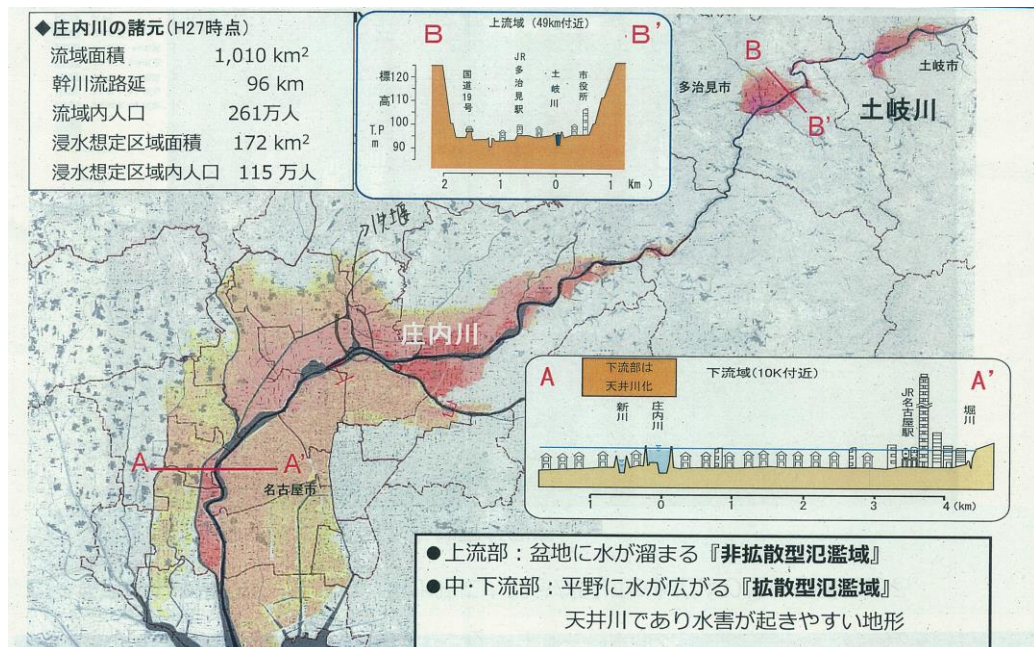 ◆庄内川の諸元(H27時点)
流域面積 1,010 km²
幹川流路延 96 km
流域内人口 261万人
浸水想定区域面積 172 km²
浸水想定区域内人口 115 万人
上流域 (49km付近)
B B'
標高 T.P m
120
110
100
90
国道19号
JR多治見駅
土岐川
市役所
2 1 0 1 (km)
B
B'
多治見市
土岐市
土岐川
庄内川
A A'
名古屋市
A A'
下流部は
天井川化
下流域(10K付近)
新川
庄内川
JR名古屋駅
堀川
1 0 1 2 3 4 (km)
●上流部：盆地に水が溜まる『非拡散型氾濫域』
●中・下流部：平野に水が広がる『拡散型氾濫域』
天井川であり水害が起きやすい地形